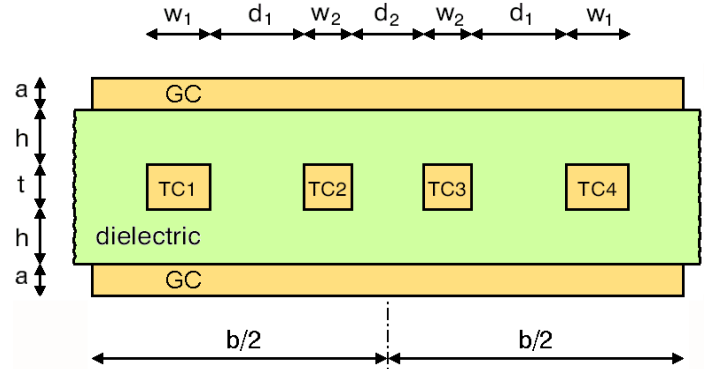 w₁ d₁ w₂ d₂ w₂ d₁ w₁
a GC
h
t TC1 TC2 TC3 TC4
h dielectric
a GC
b/2 b/2